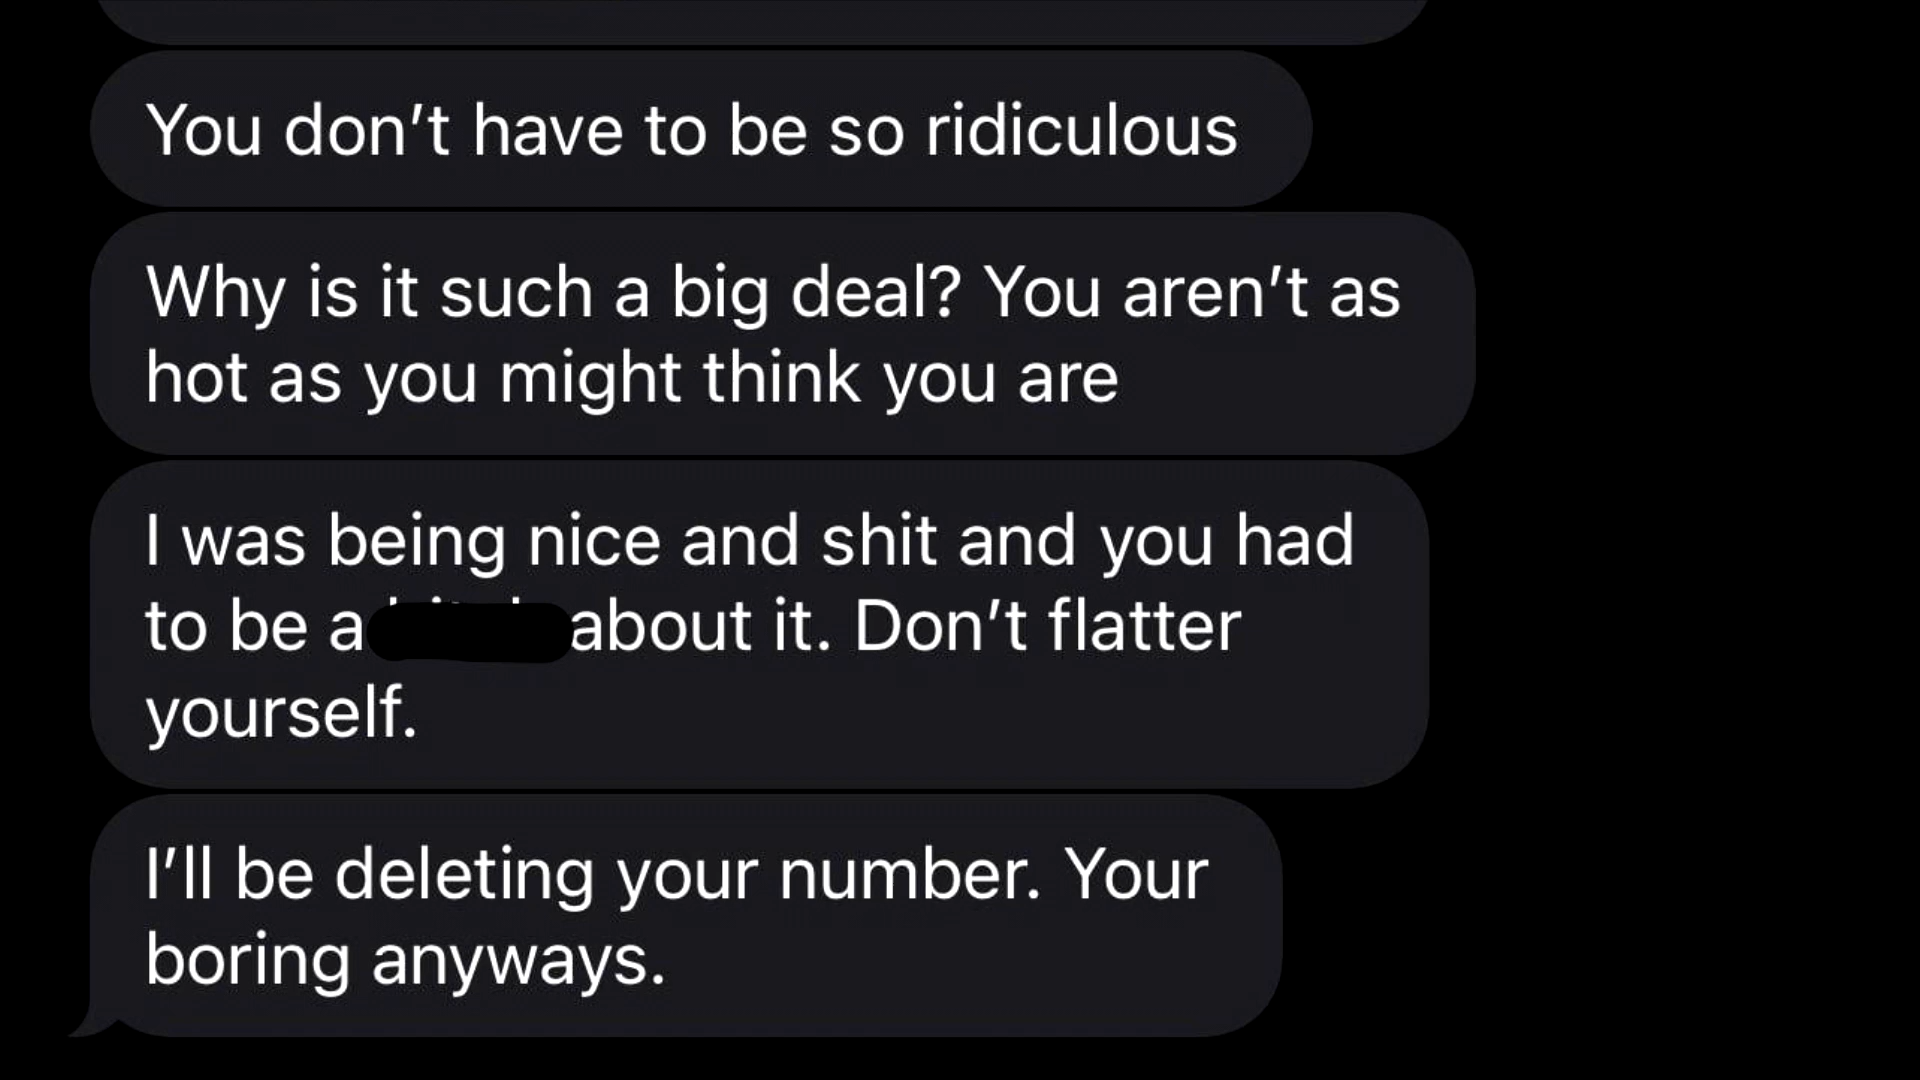 You don’t have to be so ridiculous
Why is it such a big deal? You aren’t as
hot as you might think you are
I was being nice and shit and you had
to be a about it. Don’t flatter
yourself.
I’ll be deleting your number. Your
boring anyways.